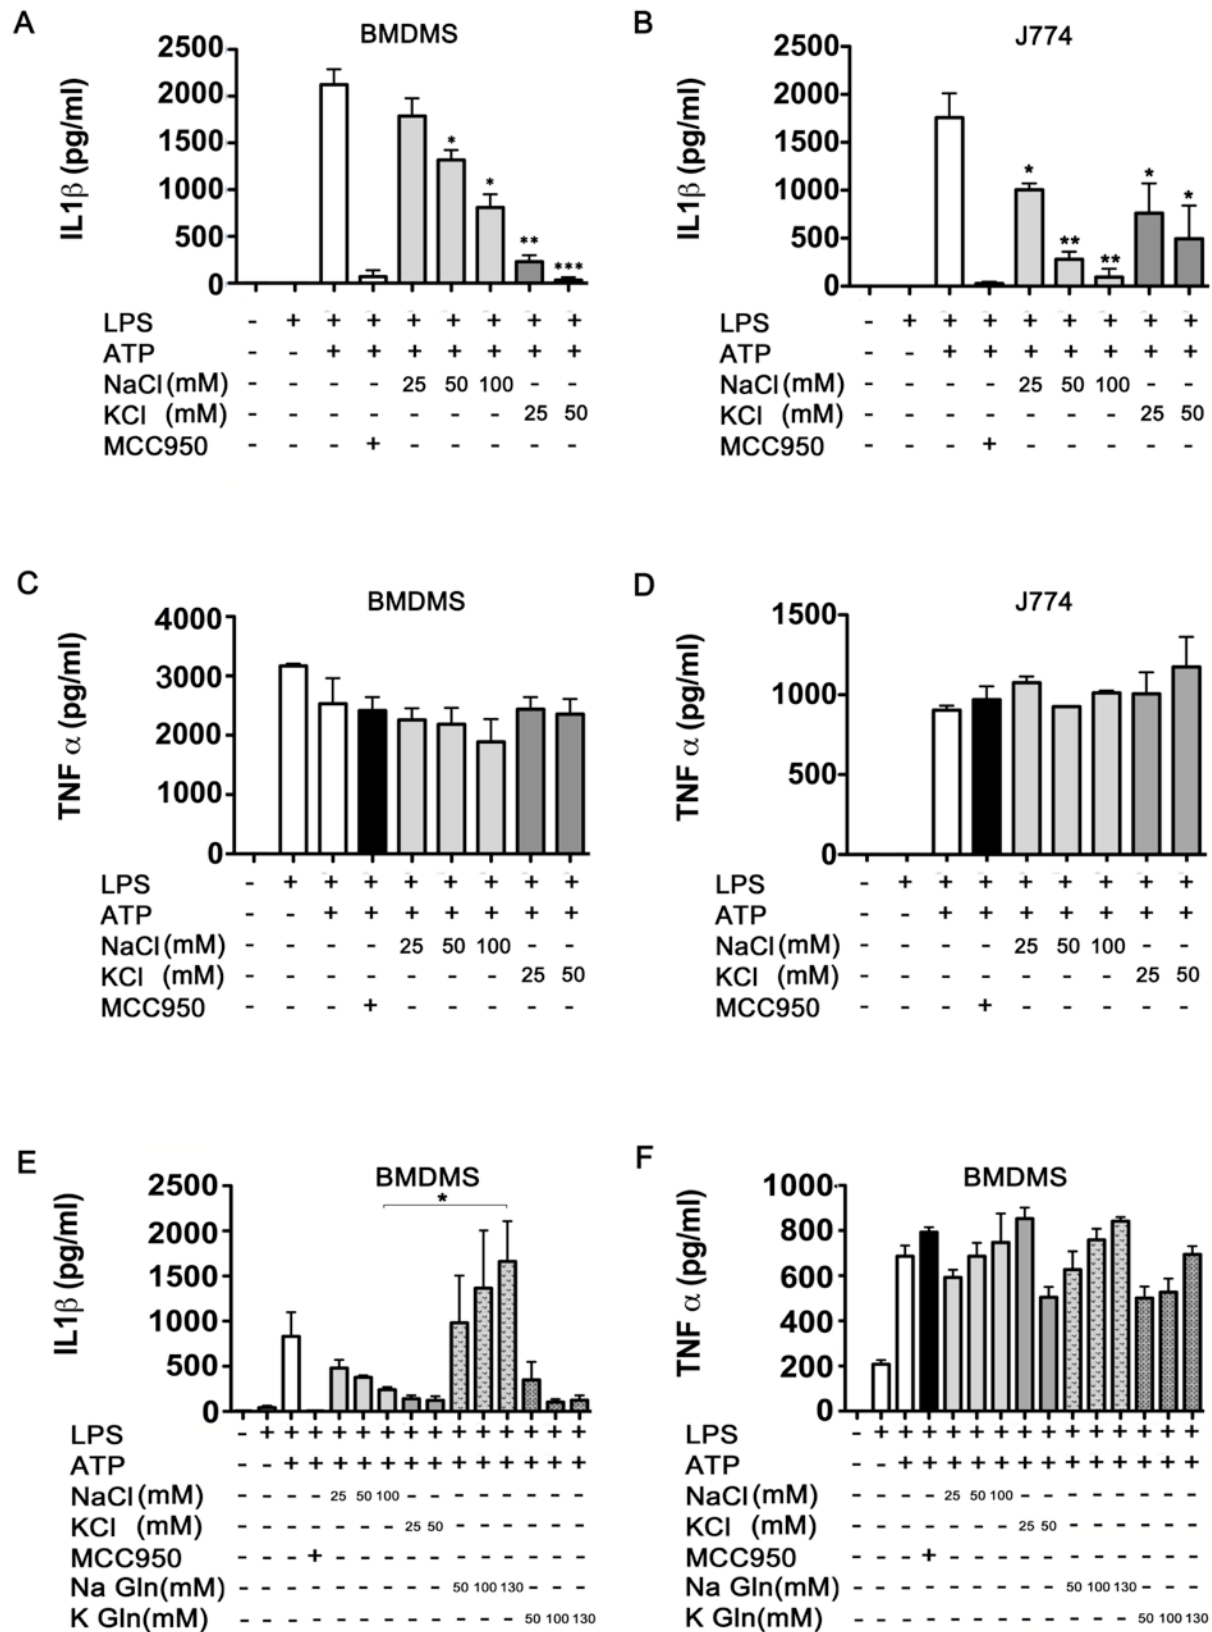 A
BMDMS
IL1β (pg/ml)
2500
2000
1500
1000
500
0
* * ** ***
LPS - + + + + + + + +
ATP - - + + + + + + +
NaCl (mM) - - - - 25 50 100 - -
KCl (mM) - - - - - - - 25 50
MCC950 - - - + - - - - -
B
J774
IL1β (pg/ml)
2500
2000
1500
1000
500
0
* ** ** * *
LPS - + + + + + + + +
ATP - - + + + + + + +
NaCl (mM) - - - - 25 50 100 - -
KCl (mM) - - - - - - - 25 50
MCC950 - - - + - - - - -
C
BMDMS
TNF α (pg/ml)
4000
3000
2000
1000
0
LPS - + + + + + + + +
ATP - - + + + + + + +
NaCl (mM) - - - - 25 50 100 - -
KCl (mM) - - - - - - - 25 50
MCC950 - - - + - - - - -
D
J774
TNF α (pg/ml)
1500
1000
500
0
LPS - + + + + + + + +
ATP - - + + + + + + +
NaCl (mM) - - - - 25 50 100 - -
KCl (mM) - - - - - - - 25 50
MCC950 - - - + - - - - -
E
BMDMS
IL1β (pg/ml)
2500
2000
1500
1000
500
0
*
LPS - + + + + + + + + + + + + + +
ATP - - + + + + + + + + + + + + +
NaCl (mM) - - - - 25 50 100 - - - - - - - -
KCl (mM) - - - - - - - 25 50 - - - - - -
MCC950 - - - + - - - - - - - - - - -
Na Gln(mM) - - - - - - - - - 50 100 130 - - -
K Gln(mM) - - - - - - - - - - - - 50 100 130
F
BMDMS
TNF α (pg/ml)
1000
800
600
400
200
0
LPS - + + + + + + + + + + + + + +
ATP - - + + + + + + + + + + + + +
NaCl (mM) - - - - 25 50 100 - - - - - - - -
KCl (mM) - - - - - - - 25 50 - - - - - -
MCC950 - - - + - - - - - - - - - - -
Na Gln(mM) - - - - - - - - - 50 100 130 - - -
K Gln(mM) - - - - - - - - - - - - 50 100 130